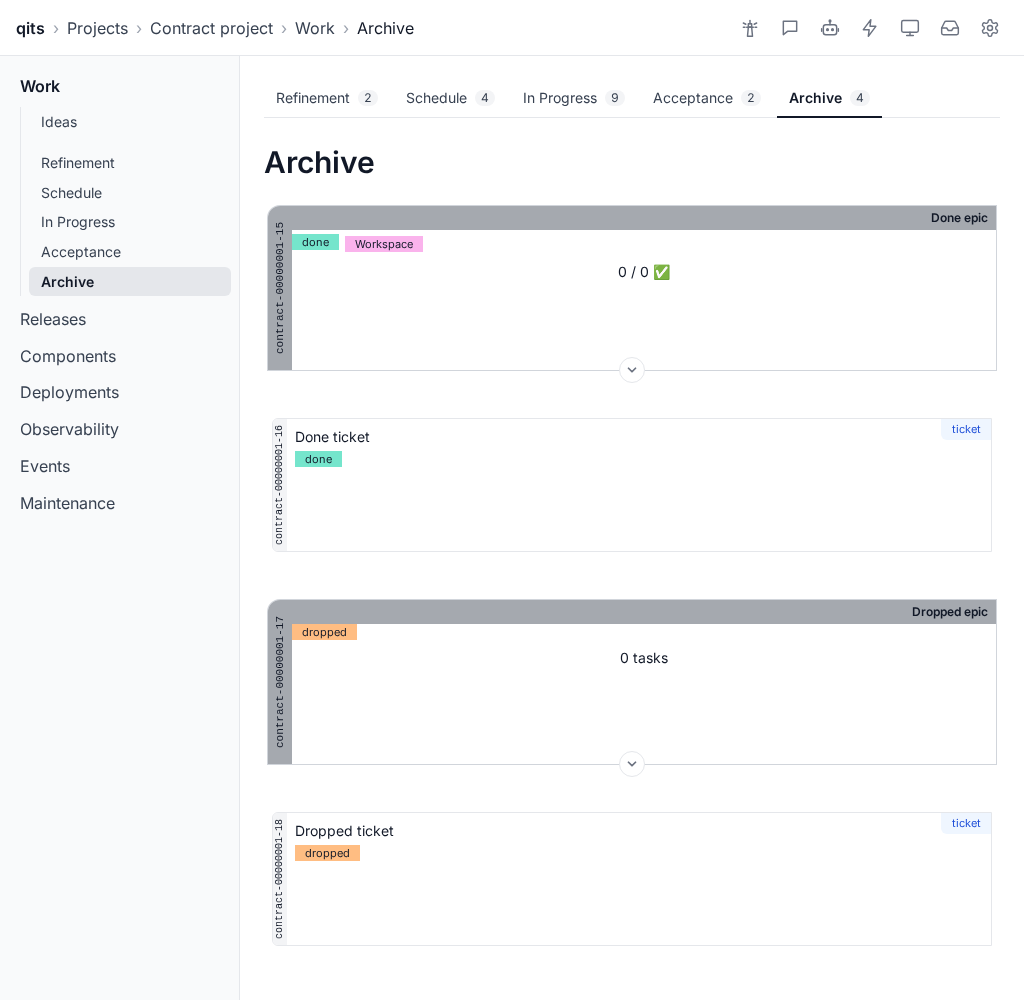 qits › Projects › Contract project › Work › Archive
Work
Ideas
Refinement
Schedule
In Progress
Acceptance
Archive
Releases
Components
Deployments
Observability
Events
Maintenance
Refinement 2 Schedule 4 In Progress 9 Acceptance 2 Archive 4
Archive
contract-00000001-15
Done epic
done Workspace
0 / 0 ✅
contract-00000001-16
Done ticket
ticket
done
contract-00000001-17
Dropped epic
dropped
0 tasks
contract-00000001-18
Dropped ticket
ticket
dropped